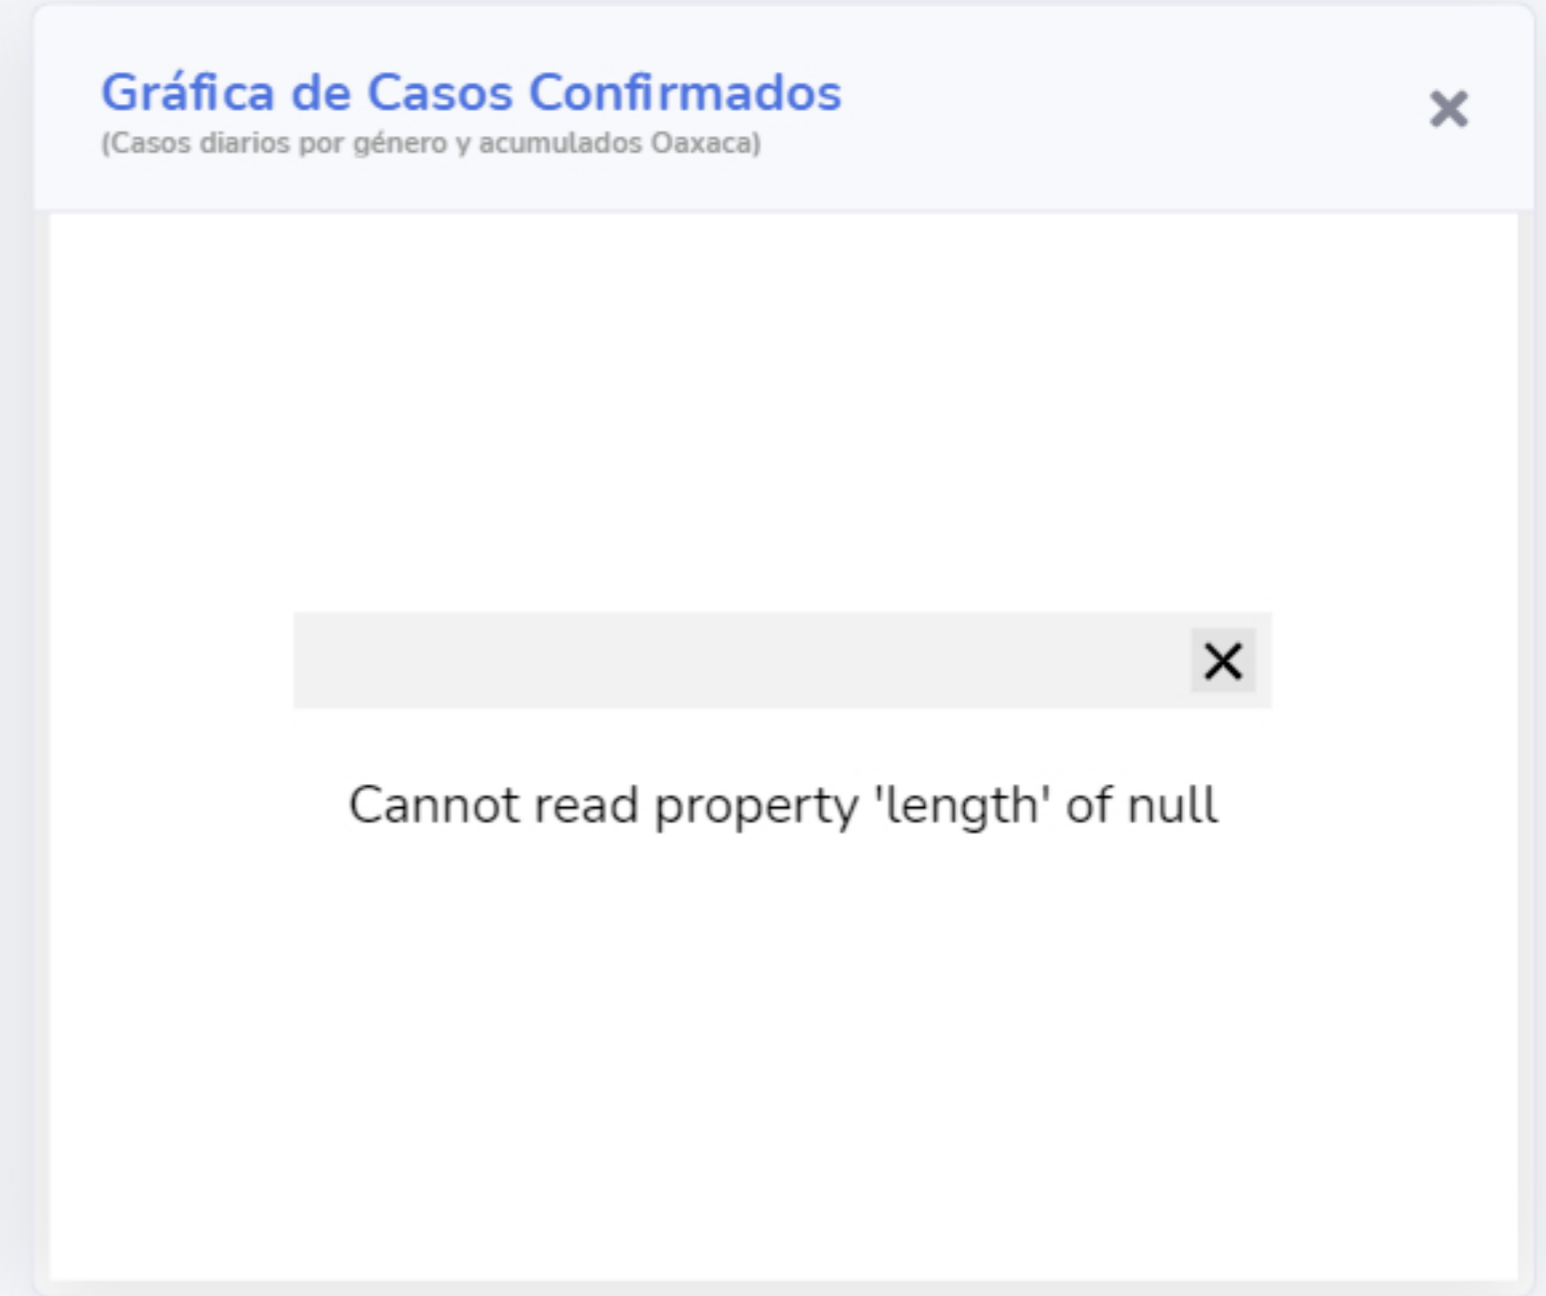 Gráfica de Casos Confirmados
(Casos diarios por género y acumulados Oaxaca)
Cannot read property 'length' of null